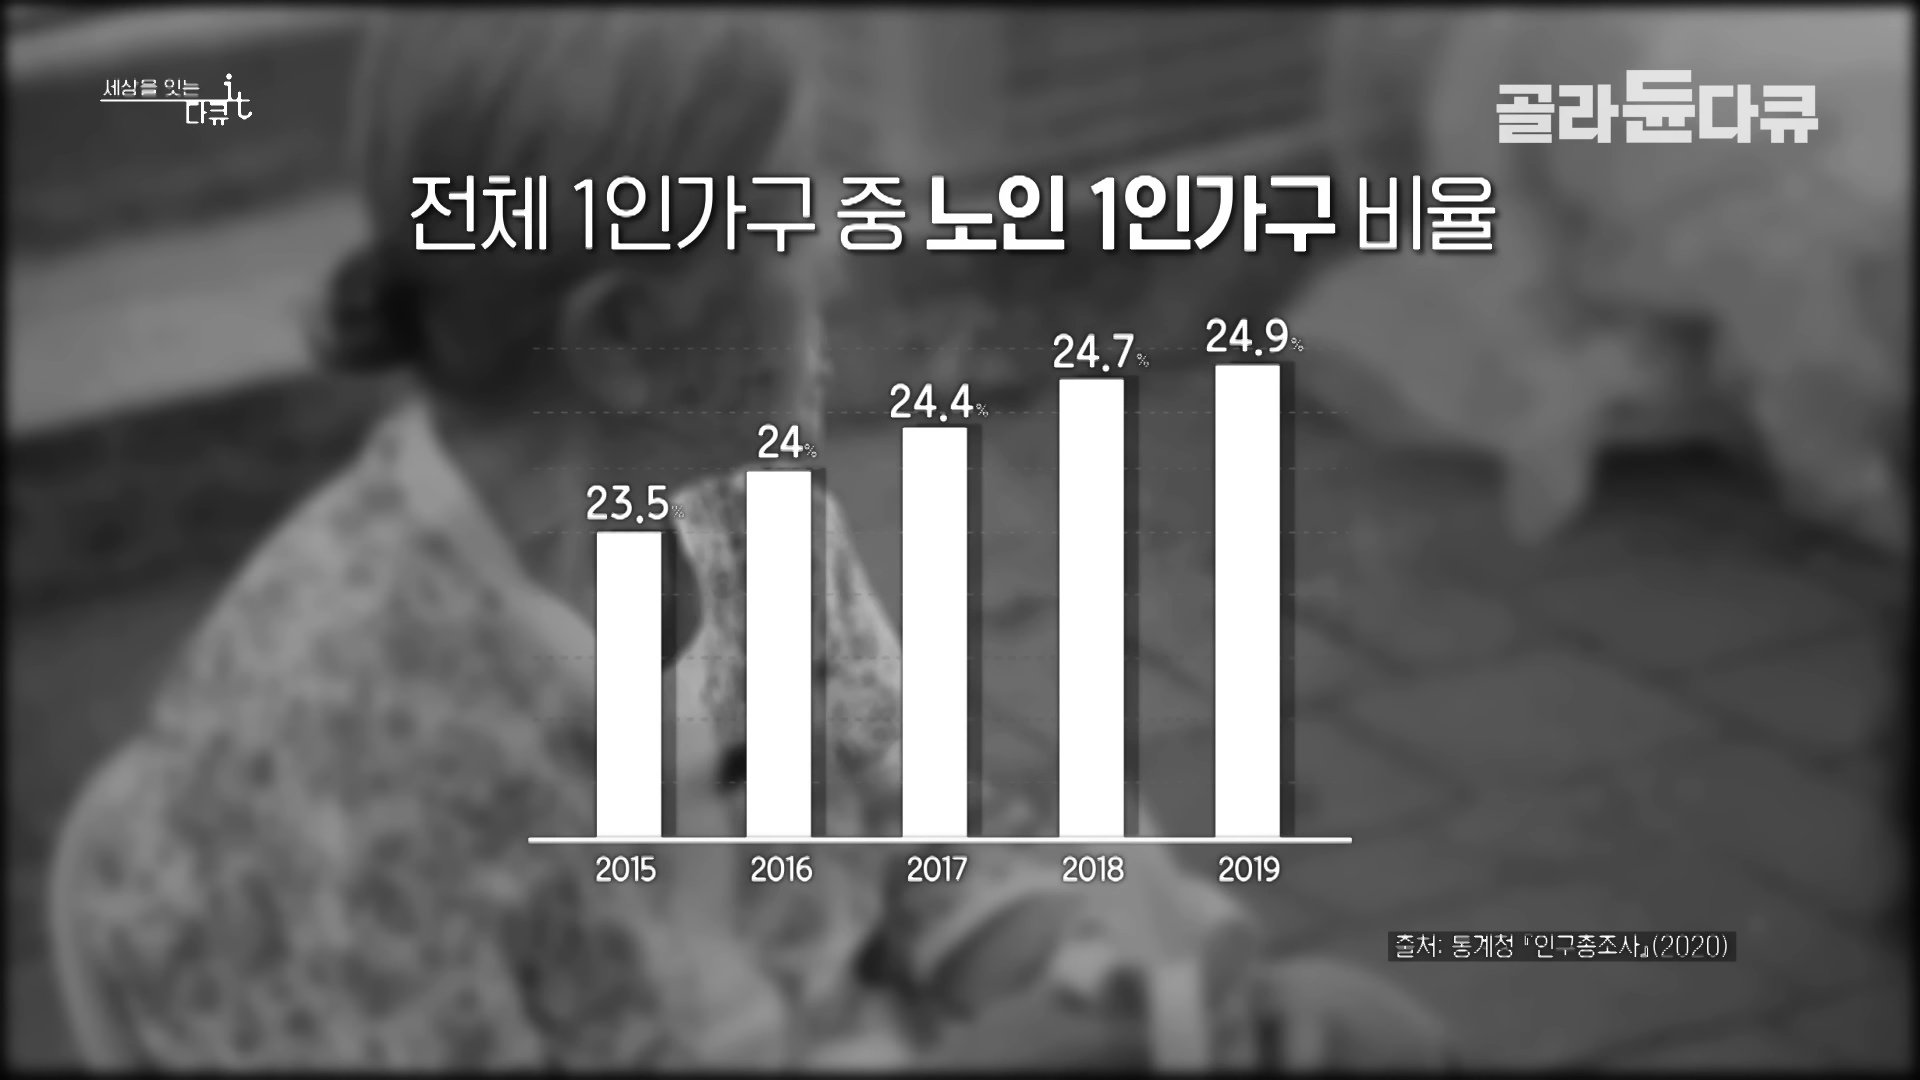 세상을 잇는
다큐 it
골라듄다큐
전체 1인가구 중 노인 1인가구 비율
23.5%
24%
24.4%
24.7%
24.9%
2015
2016
2017
2018
2019
출처: 통계청 『인구총조사』(2020)